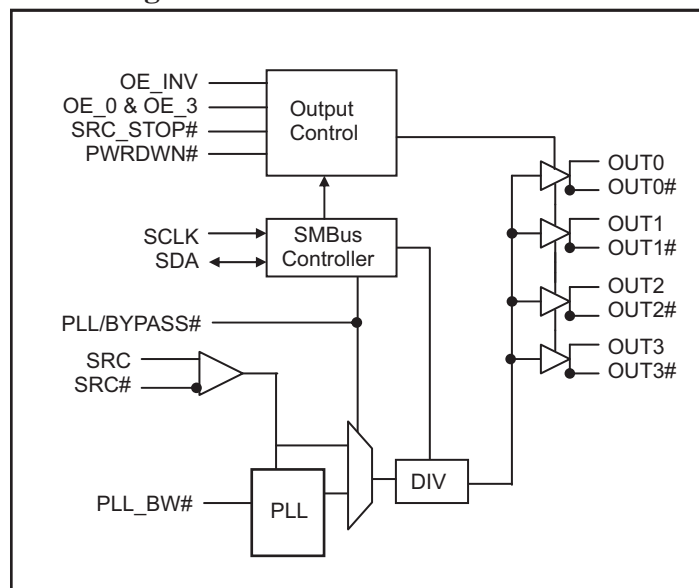 OE_INV
OE_0 & OE_3
SRC_STOP#
PWRDWN#
Output
Control
OUT0
OUT0#
OUT1
OUT1#
OUT2
OUT2#
OUT3
OUT3#
SCLK
SDA
SMBus
Controller
PLL/BYPASS#
SRC
SRC#
PLL_BW#
PLL
DIV